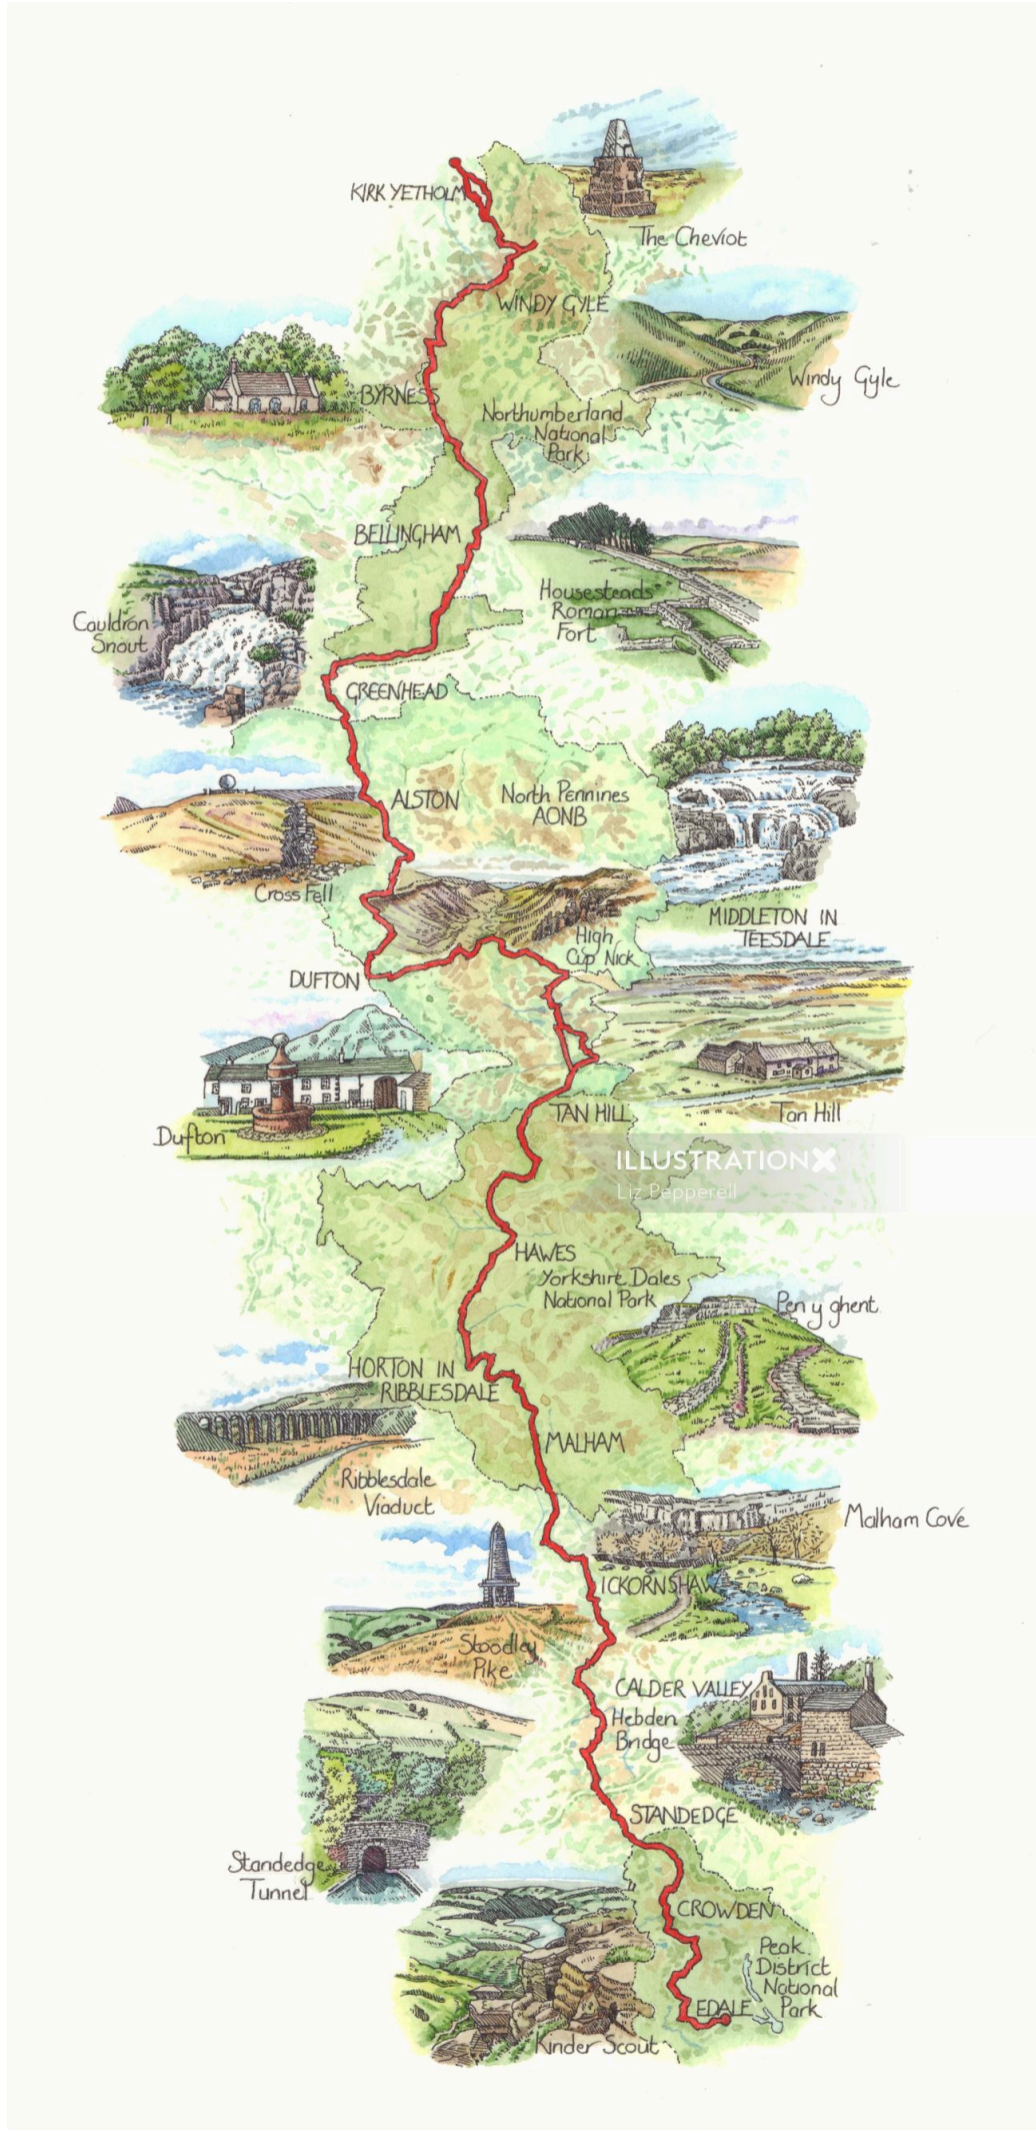 KIRK YETHOLM
The Cheviot
WINDY GYLE
Windy Gyle
BYRNESS
Northumberland
National
Park
BELLINGHAM
Housesteads
Roman
Fort
Cauldron
Snout
GREENHEAD
ALSTON
North Pennines
AONB
Cross Fell
MIDDLETON IN
TEESDALE
High
Cup Nick
DUFTON
Dufton
TAN HILL
Tan Hill
ILLUSTRATIONX
Liz Pepperell
HAWES
Yorkshire Dales
National Park
Pen y ghent
HORTON IN
RIBBLESDALE
MALHAM
Ribblesdale
Viaduct
Malham Cove
ICKORNSHAW
Stoodley
Pike
CALDER VALLEY
Hebden
Bridge
STANDEDGE
Standedge
Tunnel
CROWDEN
Peak
District
National
Park
EDALE
Kinder Scout